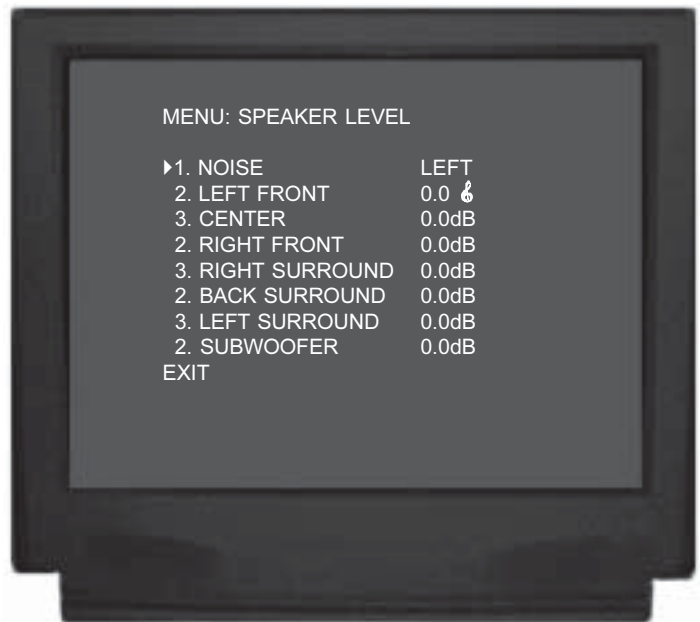 MENU: SPEAKER LEVEL
▸1. NOISE LEFT
2. LEFT FRONT 0.0 𝄞
3. CENTER 0.0dB
2. RIGHT FRONT 0.0dB
3. RIGHT SURROUND 0.0dB
2. BACK SURROUND 0.0dB
3. LEFT SURROUND 0.0dB
2. SUBWOOFER 0.0dB
EXIT